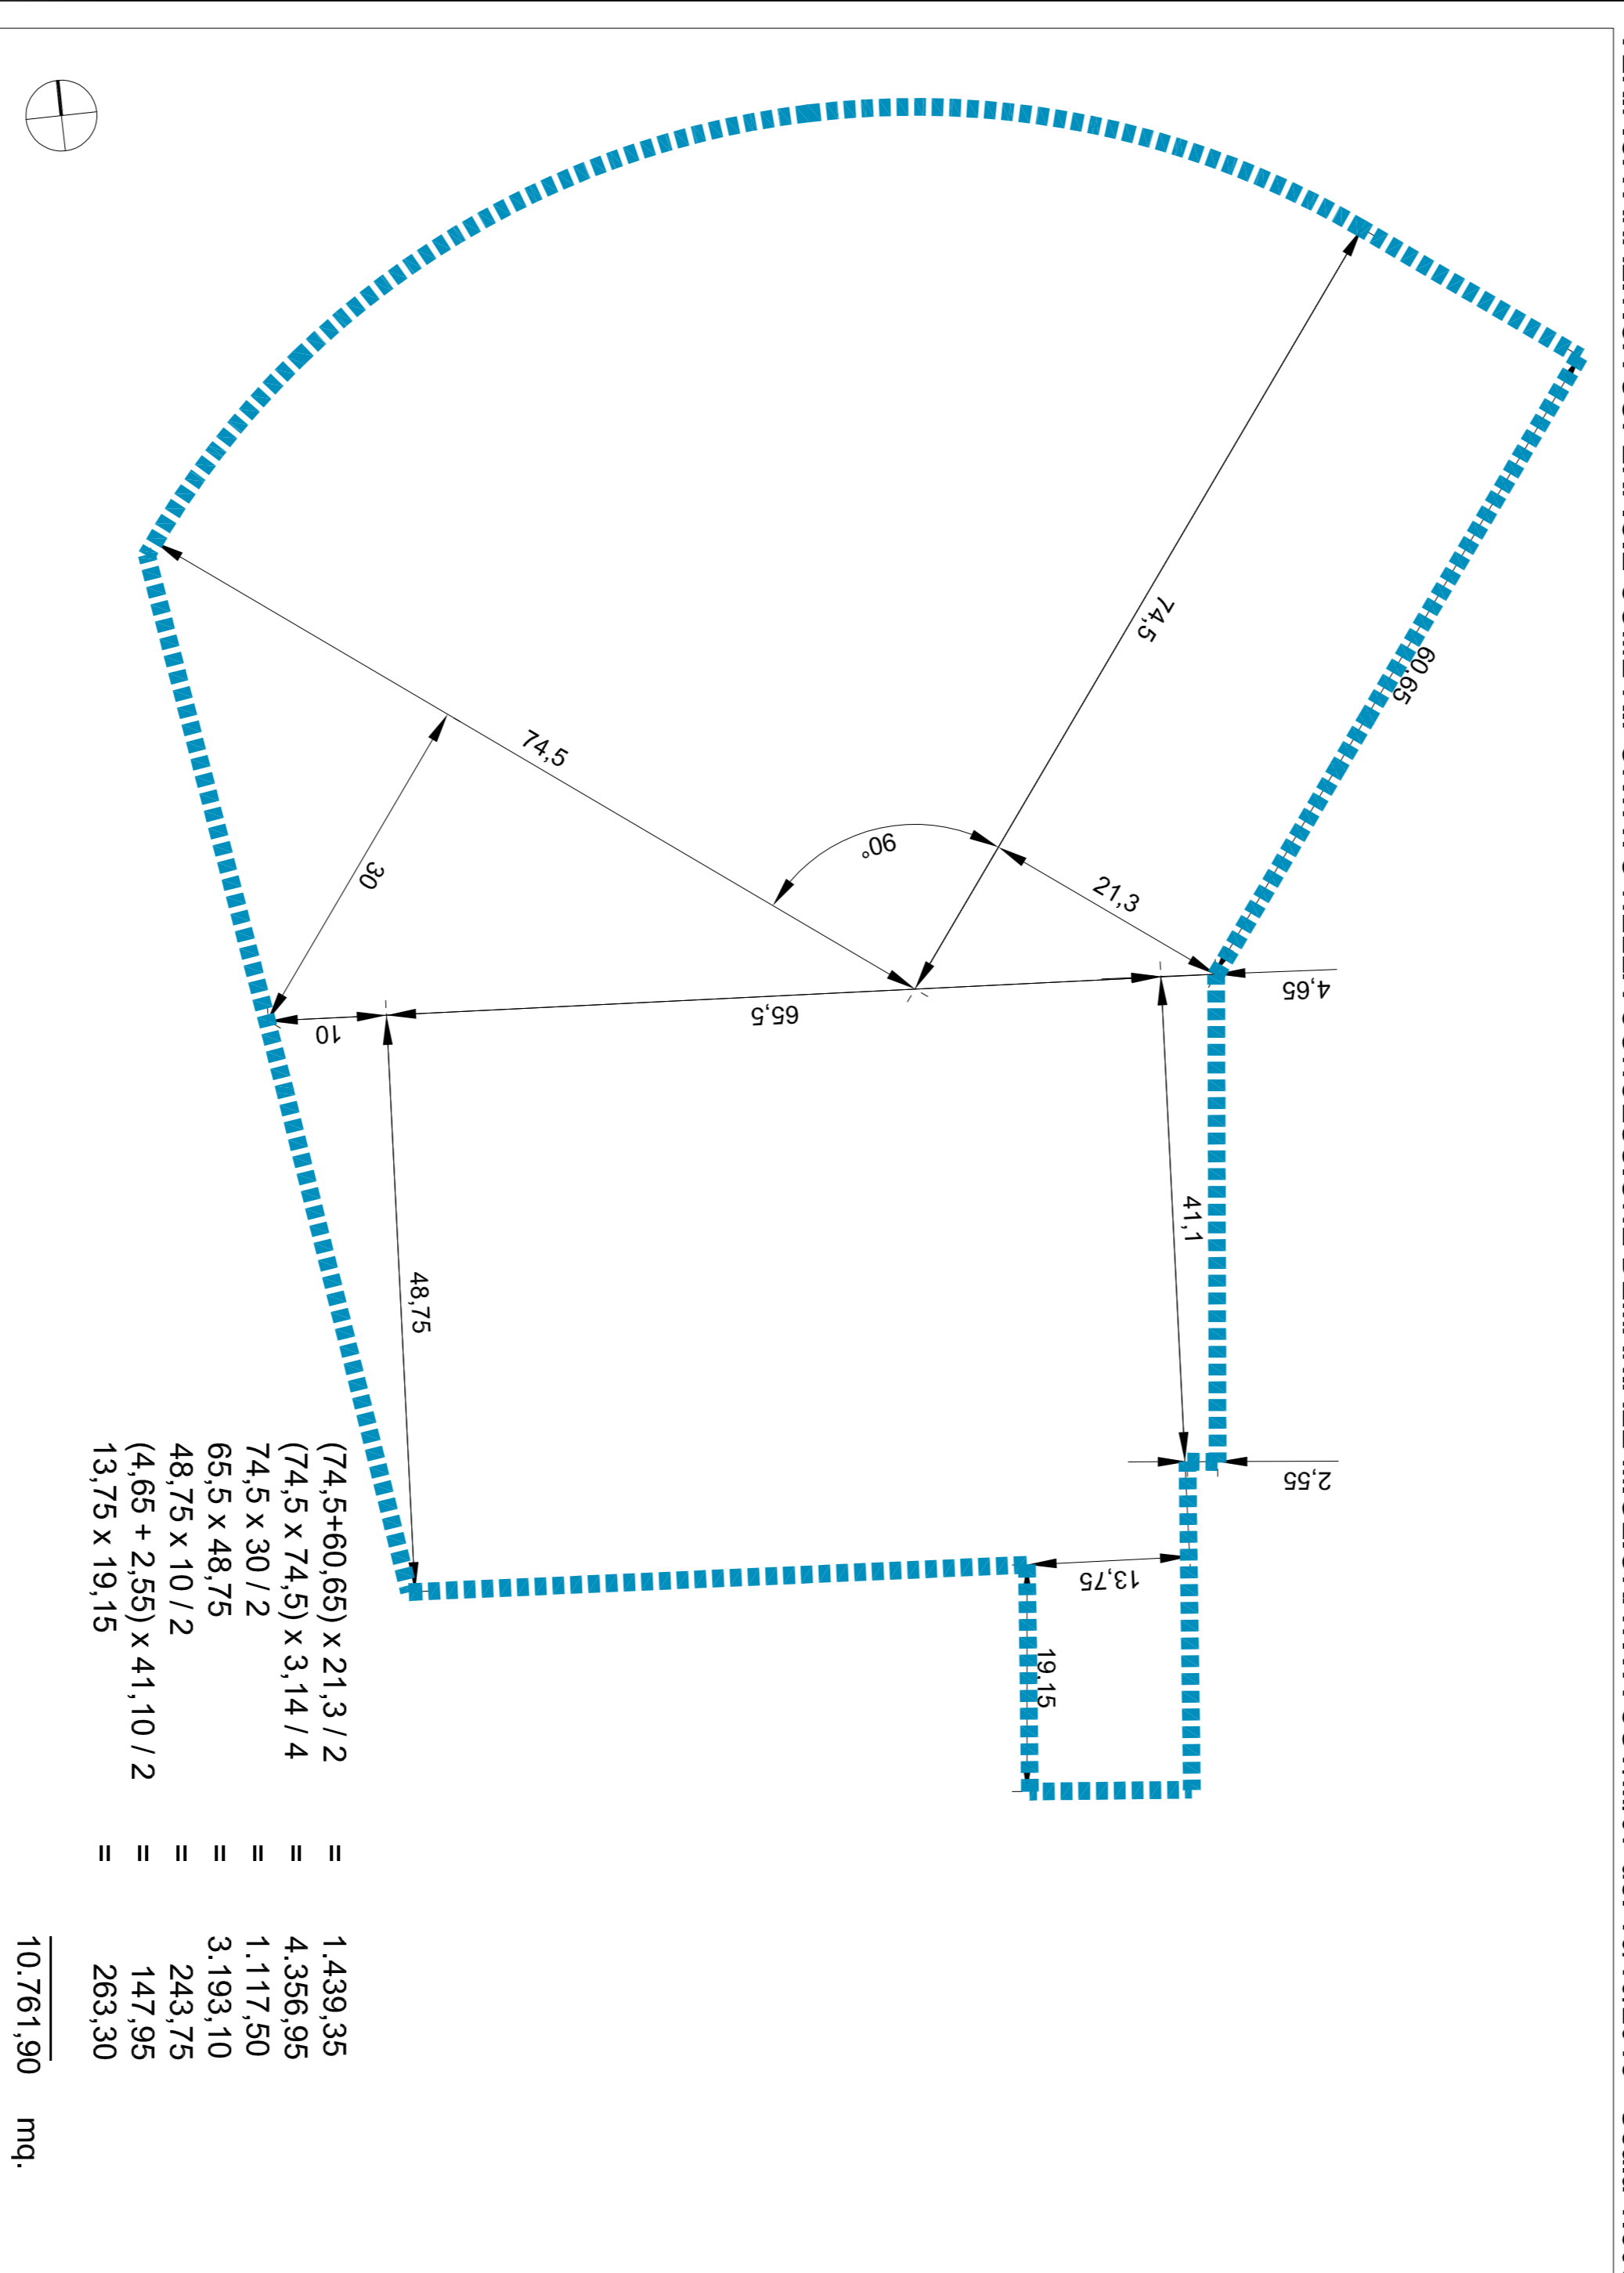 74,5
60,65
74,5
90°
21,3
30
4,65
65,5
10
41,1
48,75
2,55
13,75
19,15
(74,5+60,65) x 21,3 / 2 = 1.439,35
(74,5 x 74,5) x 3,14 / 4 = 4.356,95
74,5 x 30 / 2 = 1.117,50
65,5 x 48,75 = 3.193,10
48,75 x 10 / 2 = 243,75
(4,65 + 2,55) x 41,10 / 2 = 147,95
13,75 x 19,15 = 263,30
10.761,90 mq.